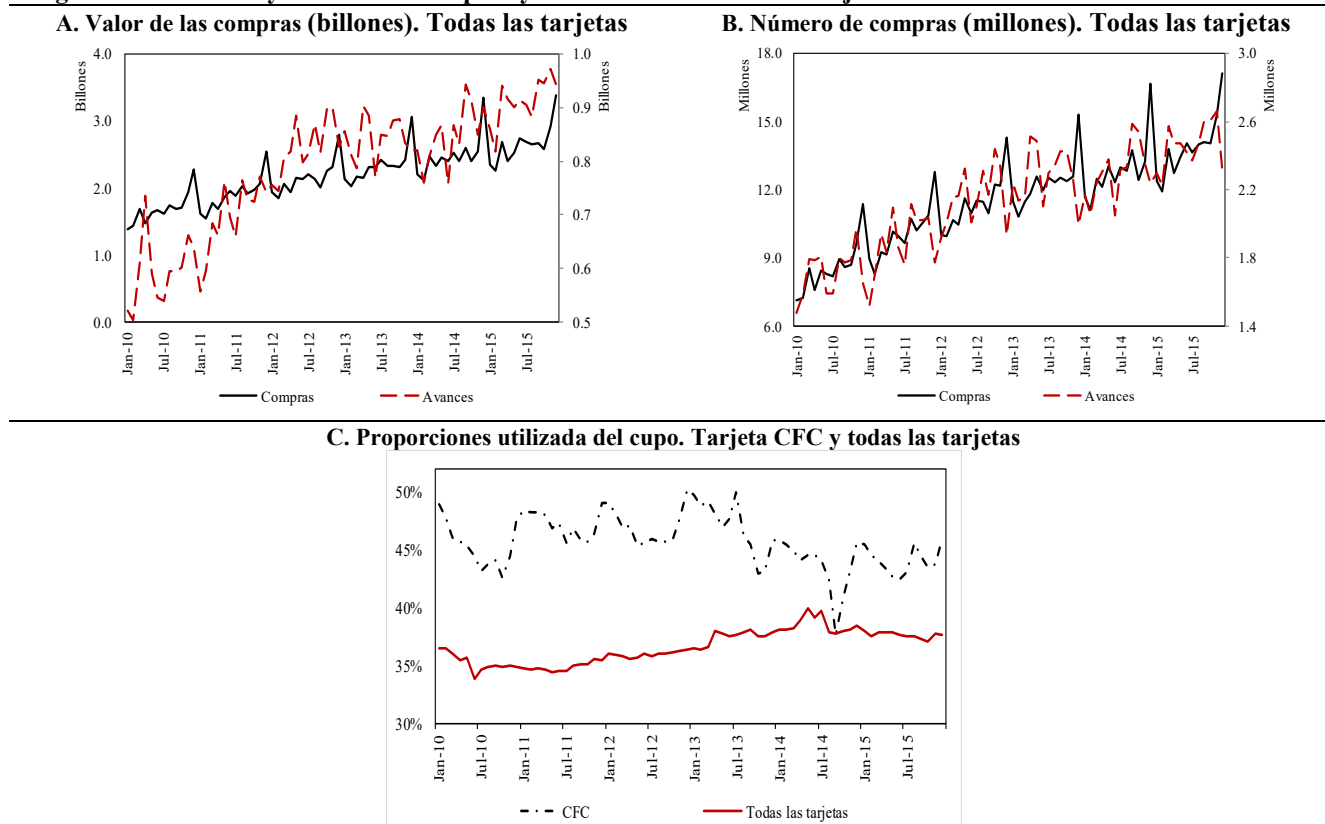 A. Valor de las compras (billones). Todas las tarjetas
4.0
3.0
2.0
1.0
0.0
Billones
1.0
0.9
0.8
0.7
0.6
0.5
Billones
Jan-10
Jul-10
Jan-11
Jul-11
Jan-12
Jul-12
Jan-13
Jul-13
Jan-14
Jul-14
Jan-15
Jul-15
Compras
Avances
B. Número de compras (millones). Todas las tarjetas
18.0
15.0
12.0
9.0
6.0
Millones
3.0
2.6
2.2
1.8
1.4
Millones
Jan-10
Jul-10
Jan-11
Jul-11
Jan-12
Jul-12
Jan-13
Jul-13
Jan-14
Jul-14
Jan-15
Jul-15
Compras
Avances
C. Proporciones utilizada del cupo. Tarjeta CFC y todas las tarjetas
50%
45%
40%
35%
30%
Jan-10
Jul-10
Jan-11
Jul-11
Jan-12
Jul-12
Jan-13
Jul-13
Jan-14
Jul-14
Jan-15
Jul-15
CFC
Todas las tarjetas